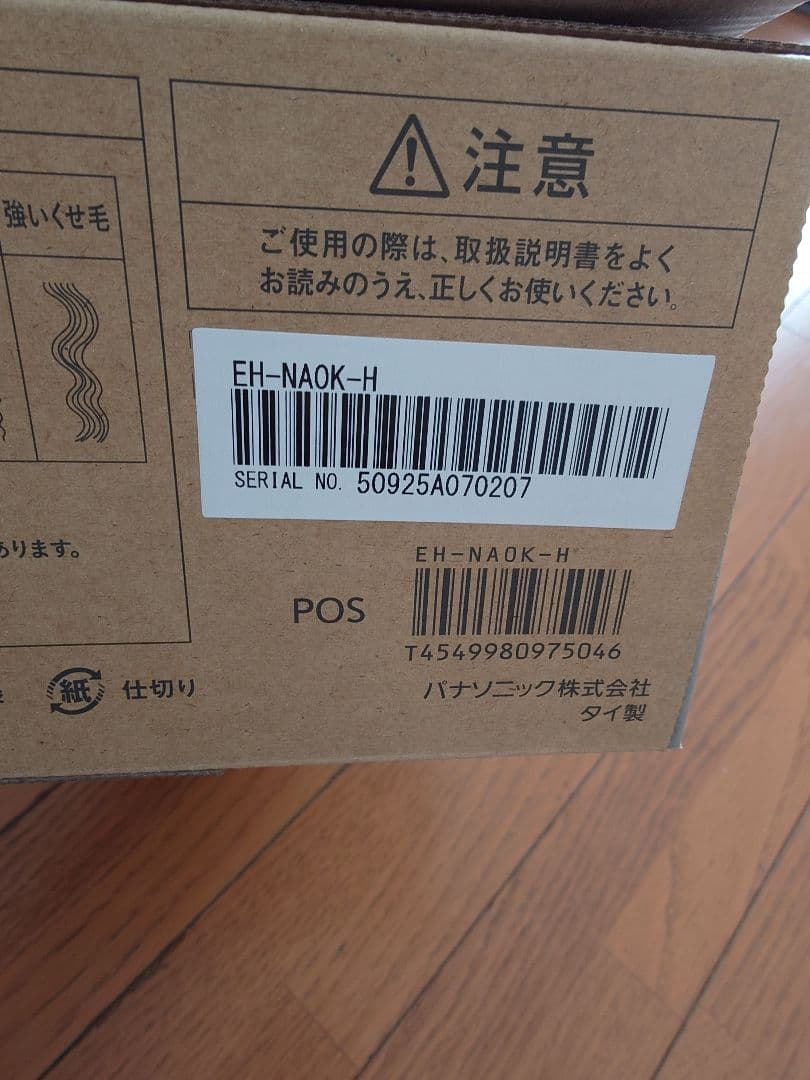 注意
ご使用の際は、取扱説明書をよく
お読みのうえ、正しくお使いください。
強いくせ毛
EH-NA0K-H
SERIAL NO. 50925A070207
あります。
EH-NA0K-H
POS
T4549980975046
紙 仕切り
パナソニック株式会社
タイ製